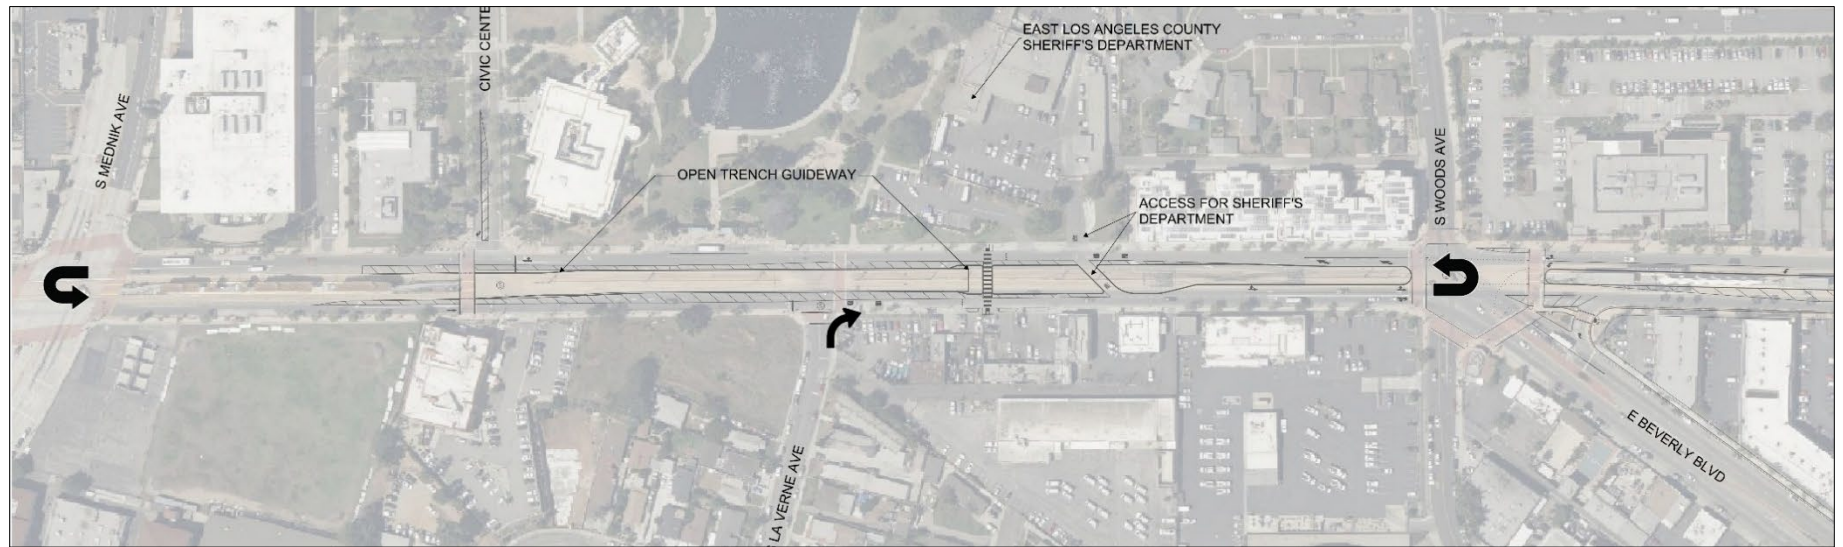 EAST LOS ANGELES COUNTY
SHERIFF'S DEPARTMENT
CIVIC CENTE
S MEDNIK AVE
OPEN TRENCH GUIDEWAY
S WOODS AVE
ACCESS FOR SHERIFF'S
DEPARTMENT
E BEVERLY BLVD
LA VERNE AVE